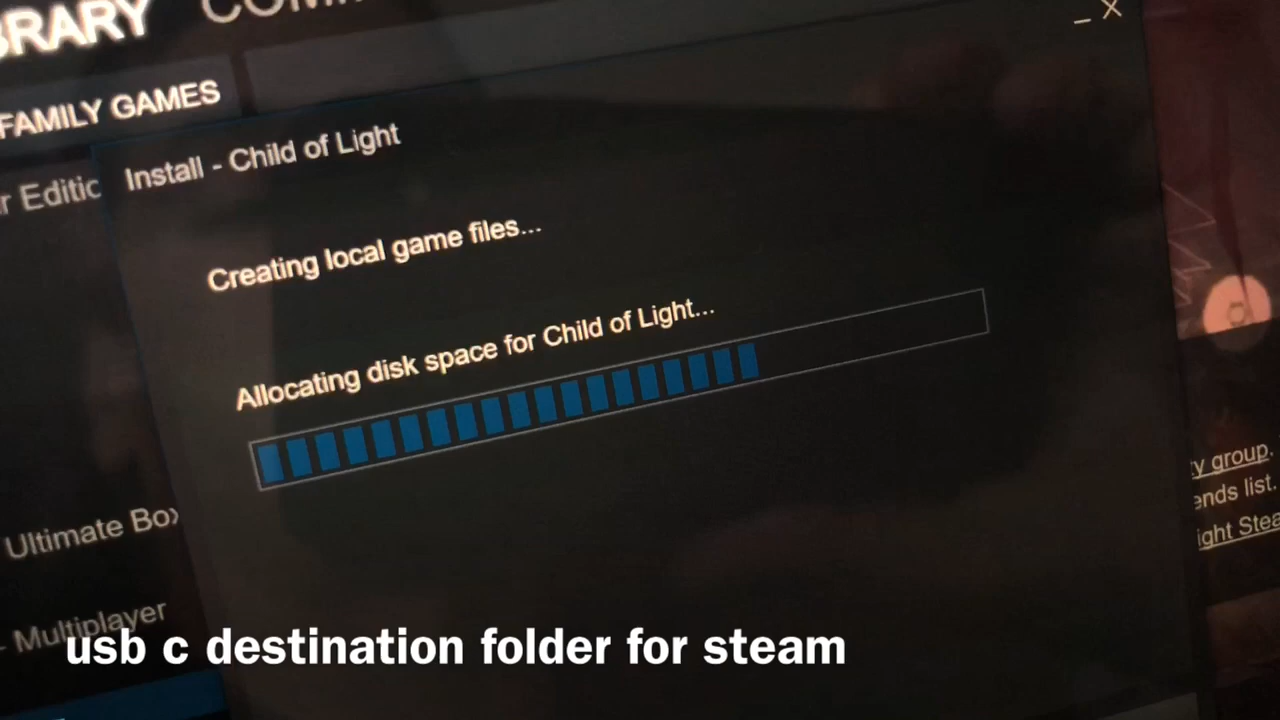 BRARY
FAMILY GAMES
r Editic
Install - Child of Light
Creating local game files...
Allocating disk space for Child of Light...
y group.
ends list.
ight Stea
Ultimate Box
- Multiplayer
usb c destination folder for steam